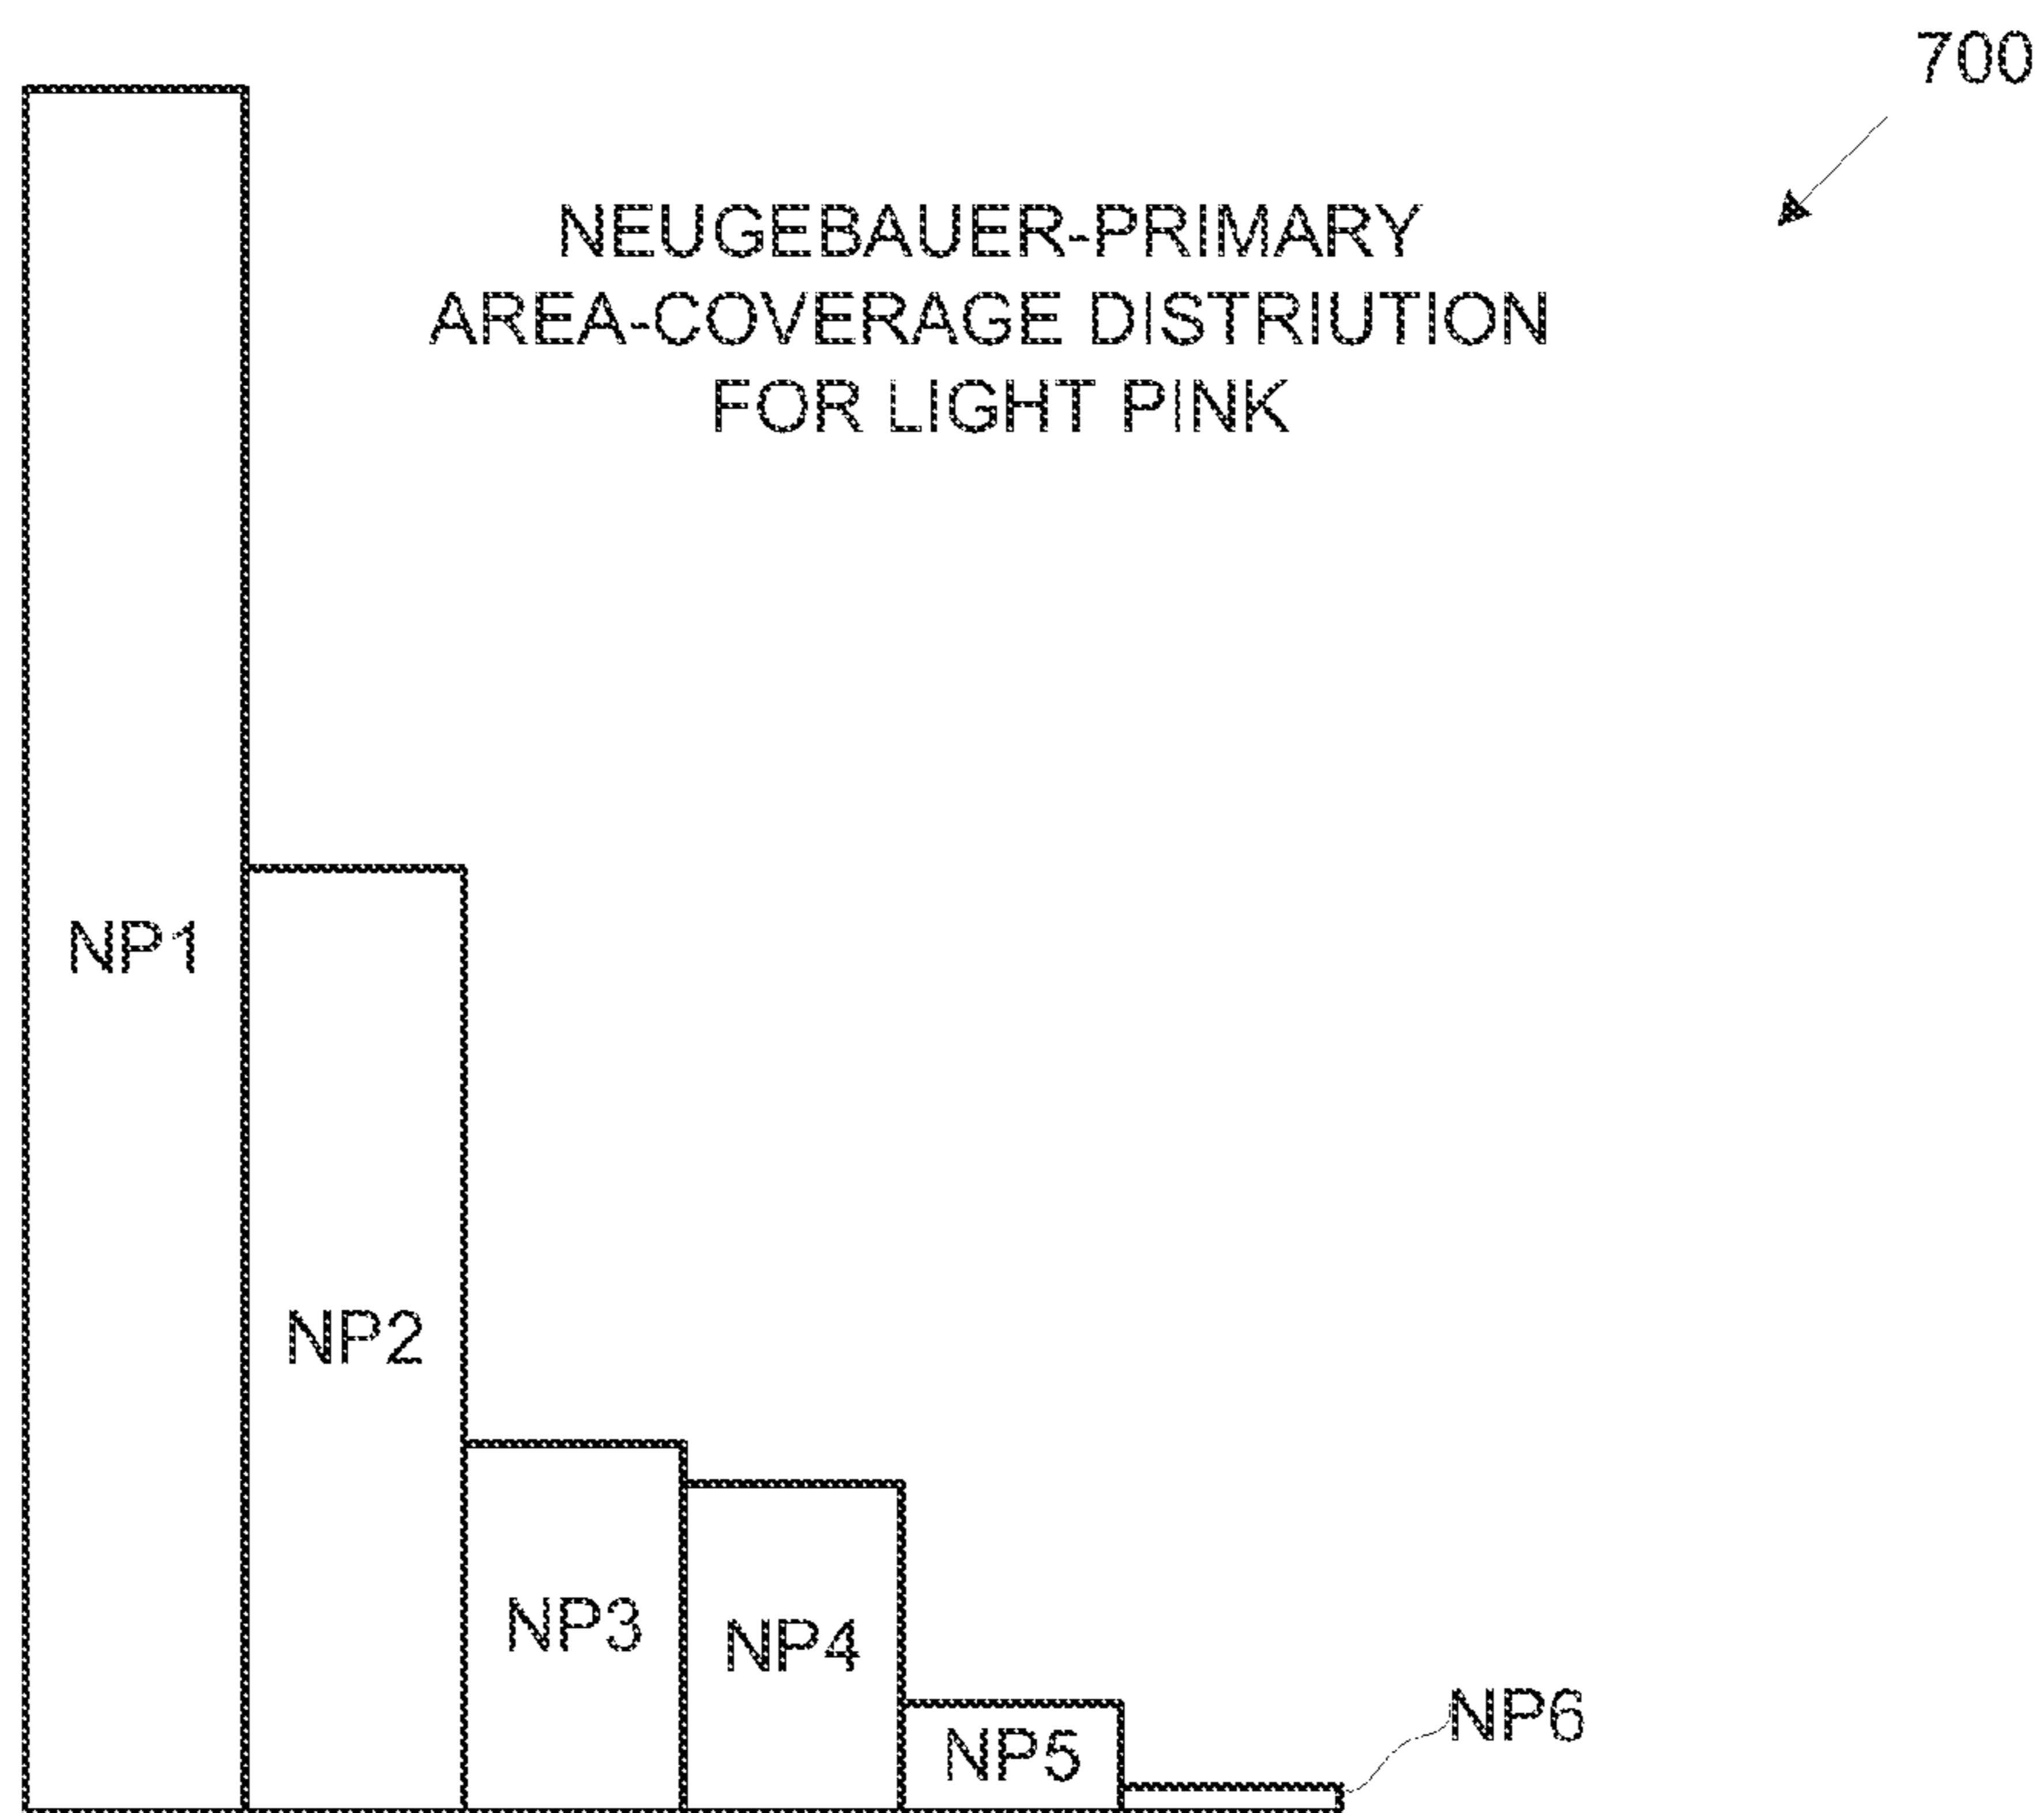 700
NEUGEBAUER-PRIMARY
AREA-COVERAGE DISTRIUTION
FOR LIGHT PINK
NP1
NP2
NP3
NP4
NP5
NP6